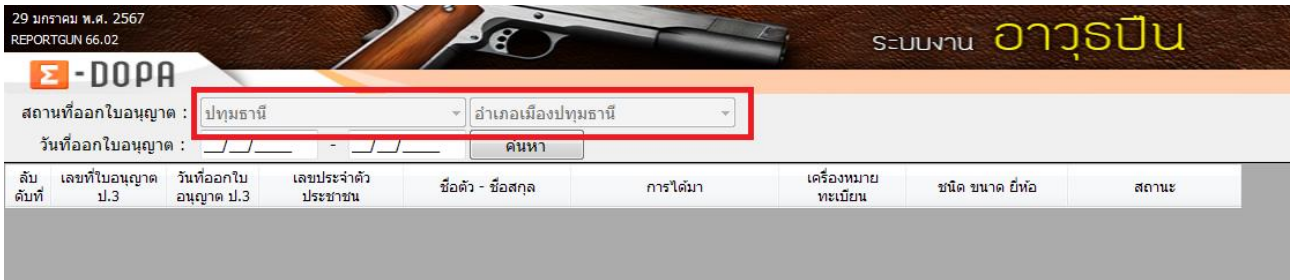 29 มกราคม พ.ศ. 2567
REPORTGUN 66.02
ระบบงาน อาวุธปืน
Σ - DOPA
สถานที่ออกใบอนุญาต : ปทุมธานี อำเภอเมืองปทุมธานี
วันที่ออกใบอนุญาต : __/__/____ - __/__/____ ค้นหา
ลับ เลขที่ใบอนุญาต วันที่ออกใบ เลขประจำตัว ชื่อตัว - ชื่อสกุล การได้มา เครื่องหมาย ชนิด ขนาด ยี่ห้อ สถานะ
ดับที่ ป.3 อนุญาต ป.3 ประชาชน ทะเบียน